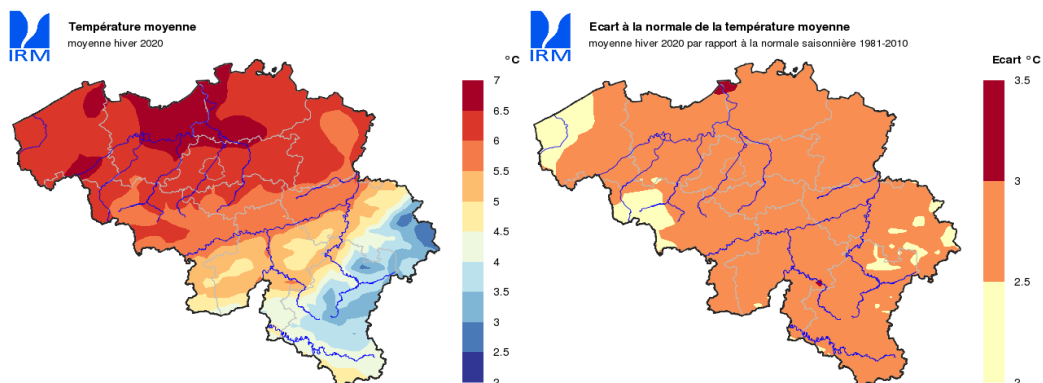 IRM
Température moyenne
moyenne hiver 2020
°C
7
6.5
6
5.5
5
4.5
4
3.5
3
2.5
2
IRM
Ecart à la normale de la température moyenne
moyenne hiver 2020 par rapport à la normale saisonnière 1981-2010
Ecart °C
3.5
3
2.5
2